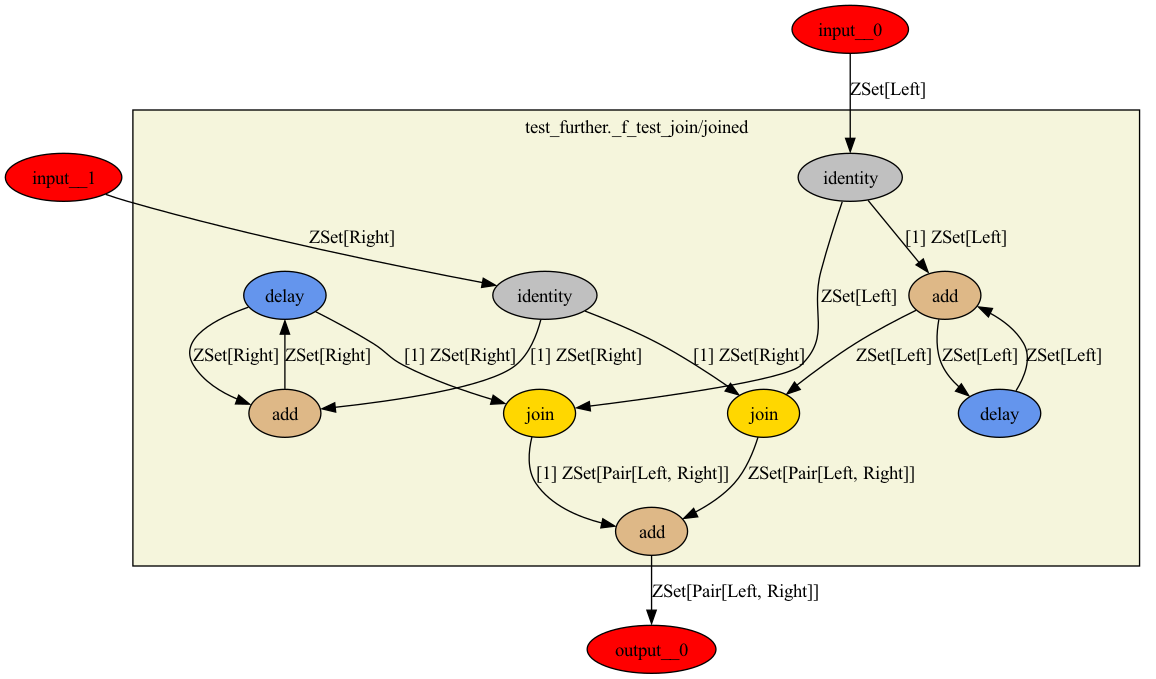 input__0
ZSet[Left]
test_further._f_test_join/joined
input__1
identity
ZSet[Right]
[1] ZSet[Left]
delay
identity
ZSet[Left]
add
ZSet[Right]
ZSet[Right]
[1] ZSet[Right]
[1] ZSet[Right]
[1] ZSet[Right]
ZSet[Left]
ZSet[Left]
ZSet[Left]
add
join
join
delay
[1] ZSet[Pair[Left, Right]]
ZSet[Pair[Left, Right]]
add
ZSet[Pair[Left, Right]]
output__0